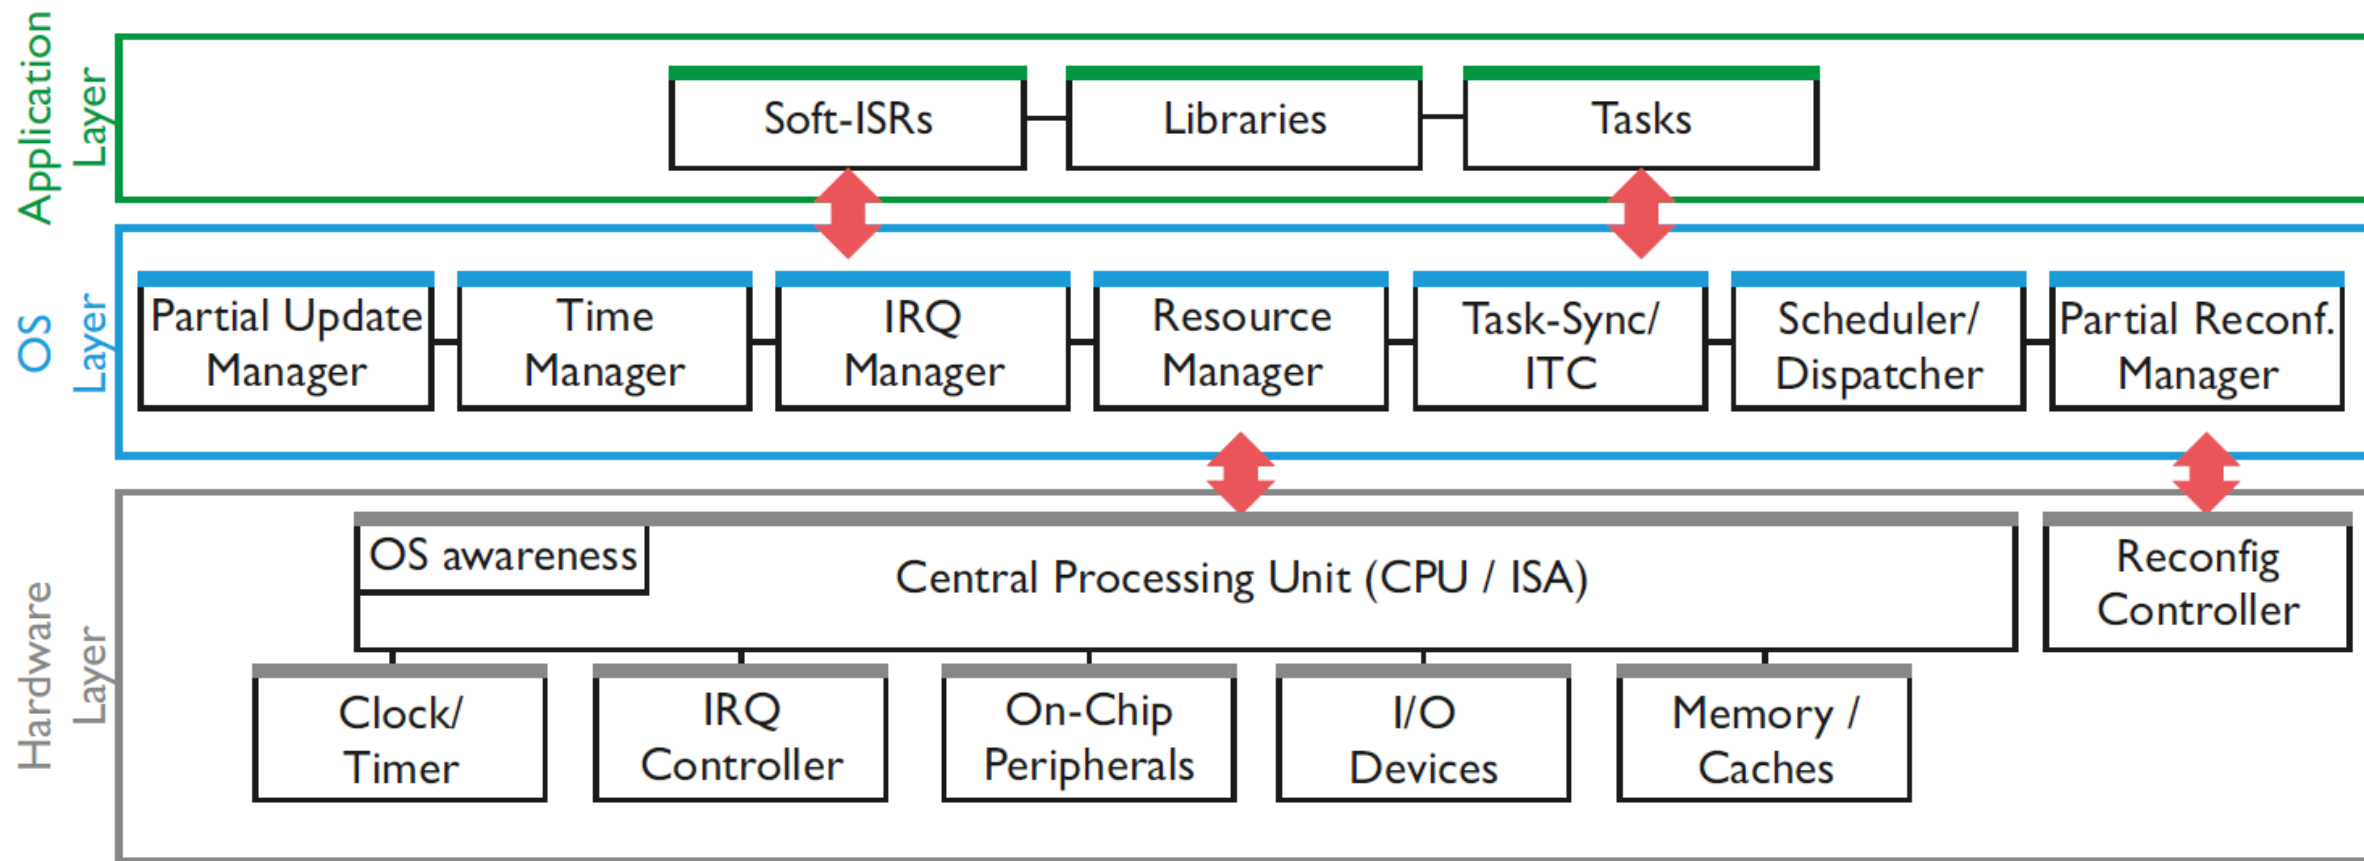 Application
Layer
Soft-ISRs
Libraries
Tasks
OS
Layer
Partial Update
Manager
Time
Manager
IRQ
Manager
Resource
Manager
Task-Sync/
ITC
Scheduler/
Dispatcher
Partial Reconf.
Manager
Hardware
Layer
OS awareness
Central Processing Unit (CPU / ISA)
Reconfig
Controller
Clock/
Timer
IRQ
Controller
On-Chip
Peripherals
I/O
Devices
Memory /
Caches